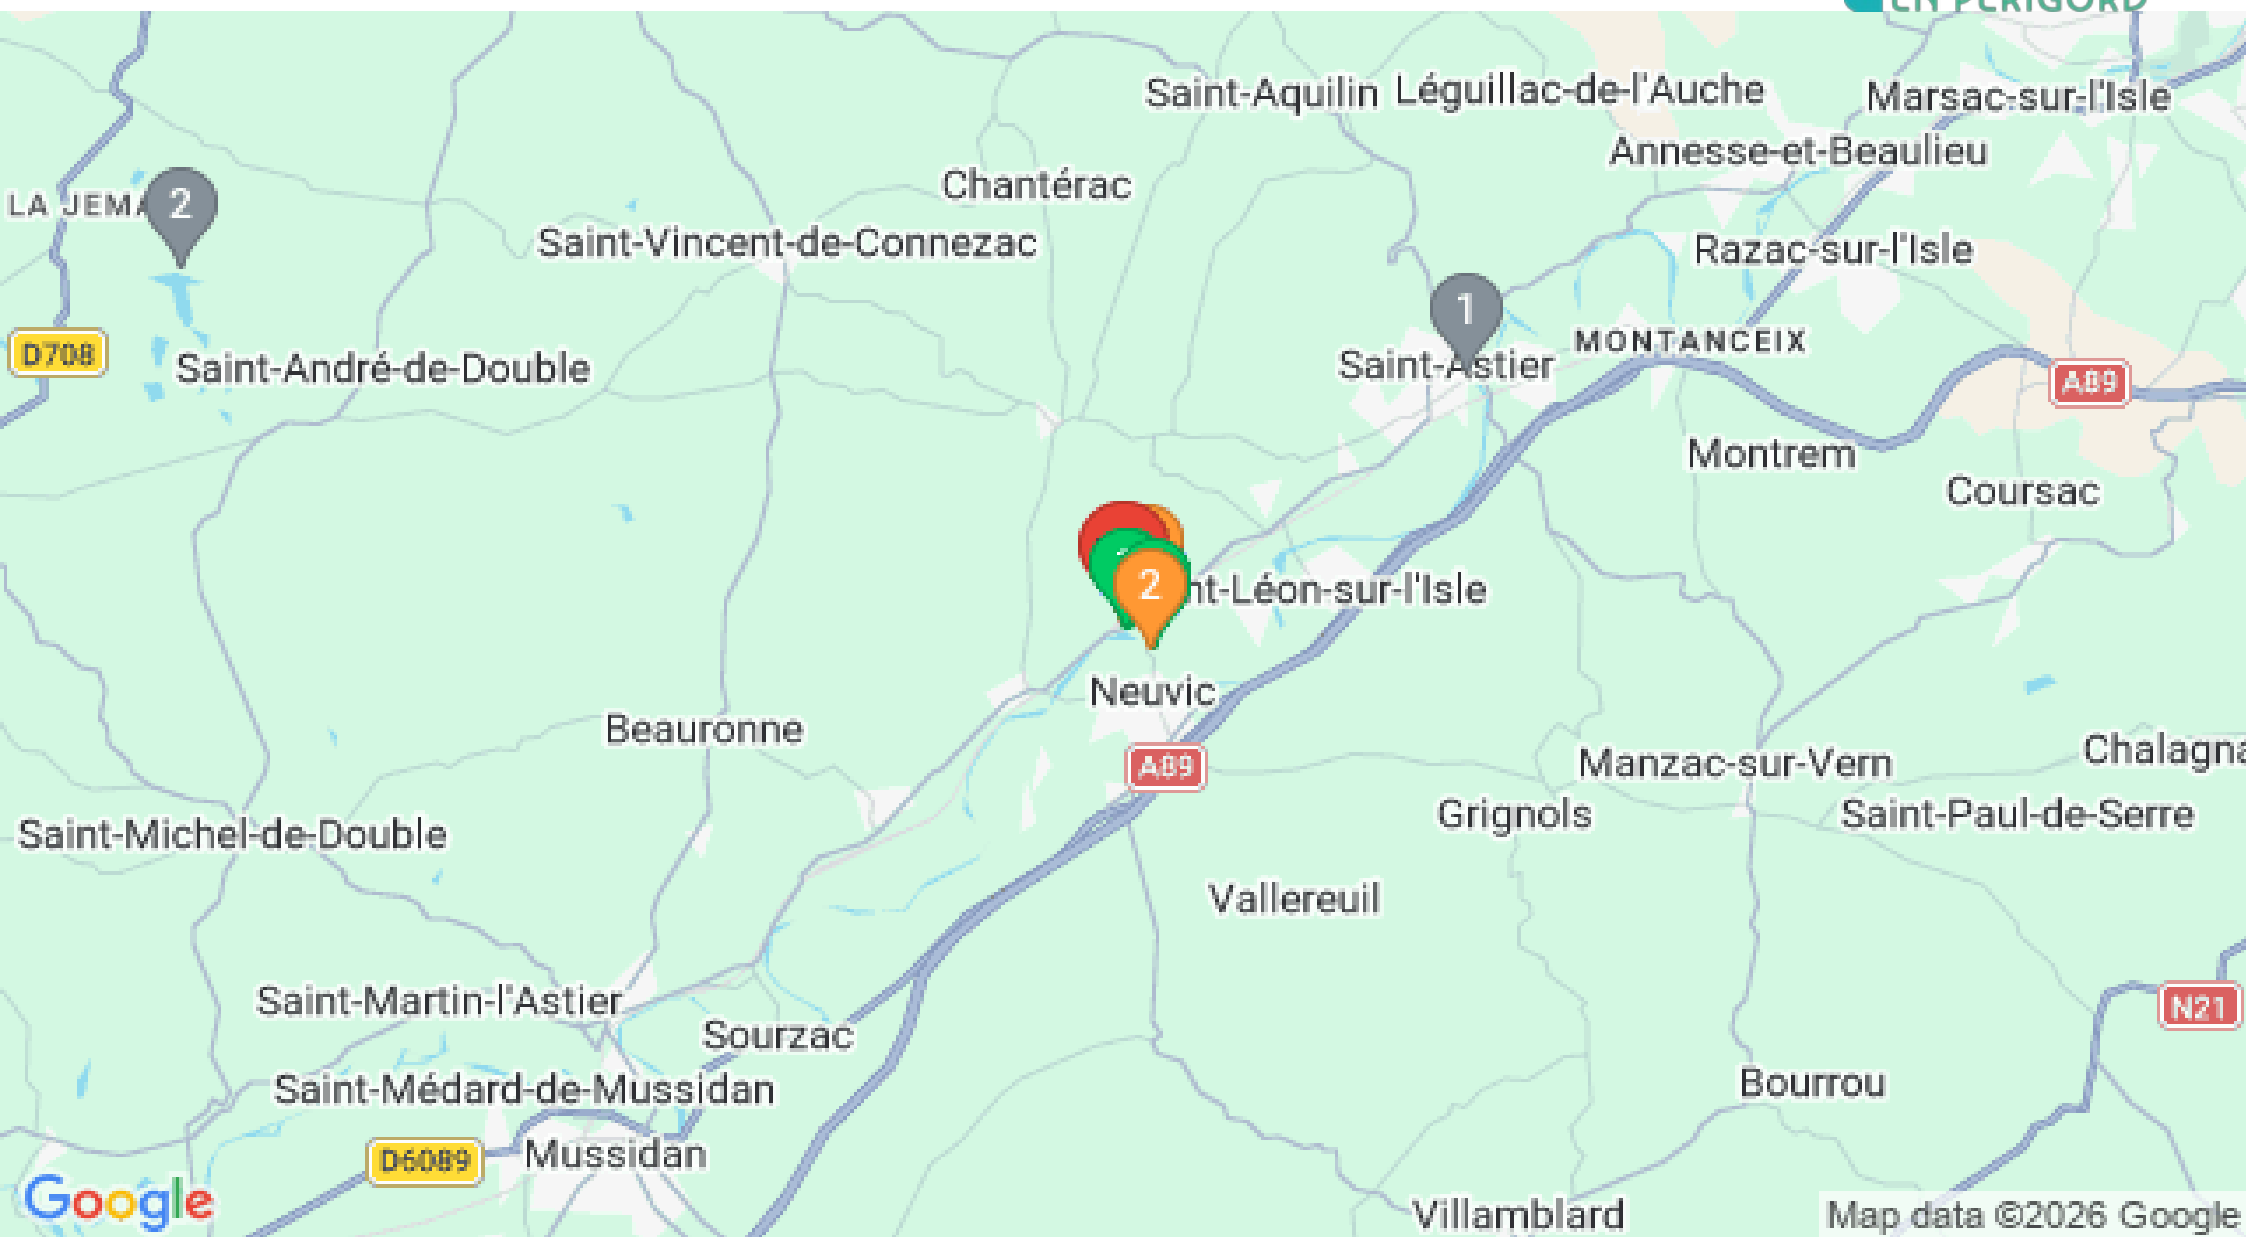 EN PÉRIGORD
Saint-Aquilin
Léguillac-de-l'Auche
Marsac-sur-l'Isle
Annesse-et-Beaulieu
Chantérac
LA JEMA
2
Saint-Vincent-de-Connezac
Razac-sur-l'Isle
1
MONTANCEIX
D708
Saint-André-de-Double
Saint-Astier
A89
Montrem
Coursac
2
nt-Léon-sur-l'Isle
Neuvic
Beauronne
A89
Manzac-sur-Vern
Chalagna
Grignols
Saint-Paul-de-Serre
Saint-Michel-de-Double
Vallereuil
Saint-Martin-l'Astier
N21
Sourzac
Saint-Médard-de-Mussidan
Bourrou
D6089
Mussidan
Google
Villamblard
Map data ©2026 Google